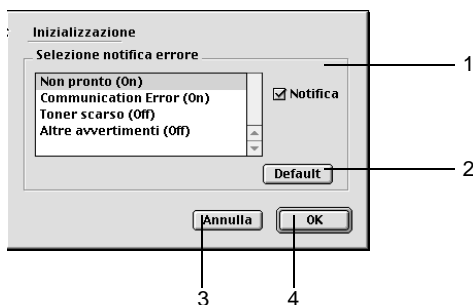 Inizializzazione
Selezione notifica errore
1
Non pronto (On)
Communication Error (On)
Toner scarso (Off)
Altre avvertimenti (Off)
Notifica
Default
2
Annulla
OK
3
4